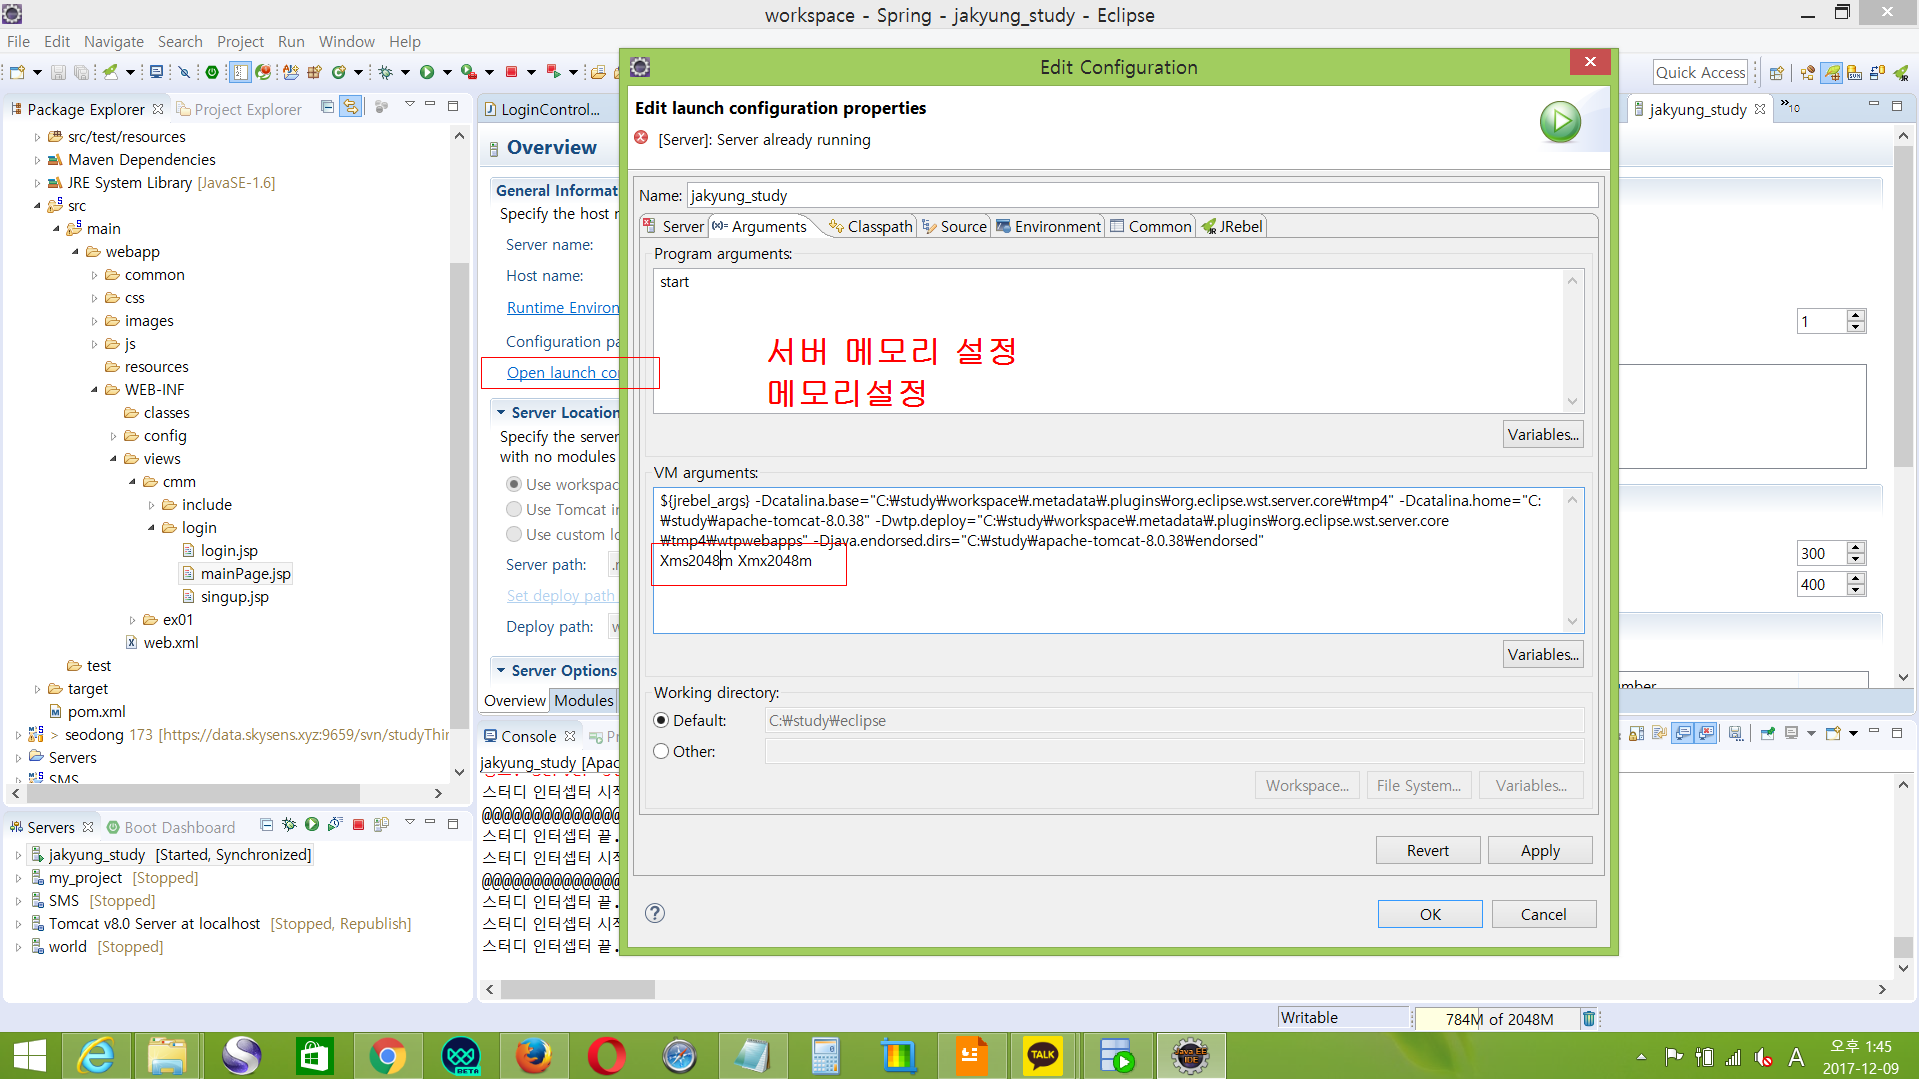 workspace - Spring - jakyung_study - Eclipse
File Edit Navigate Search Project Run Window Help
Quick Access
Package Explorer
Project Explorer
src/test/resources
Maven Dependencies
JRE System Library [JavaSE-1.6]
src
main
webapp
common
css
images
js
resources
WEB-INF
classes
config
views
cmm
include
login
login.jsp
mainPage.jsp
singup.jsp
ex01
web.xml
test
target
pom.xml
seodong 173 [https://data.skysens.xyz:9659/svn/studyThir
Servers
SMS
Servers
Boot Dashboard
jakyung_study [Started, Synchronized]
my_project [Stopped]
SMS [Stopped]
Tomcat v8.0 Server at localhost [Stopped, Republish]
world [Stopped]
LoginControl...
Overview
General Informat
Specify the host
Server name:
Host name:
Runtime Environ
Configuration pa
Open launch co
Server Location
Specify the server
with no modules
Use workspac
Use Tomcat in
Use custom lo
Server path:
Set deploy path
Deploy path:
Server Options
Overview Modules
Console
jakyung_study [Apac
스터디 인터셉터 시작
@@@@@@@@@@@@@@
스터디 인터셉터 끝.
스터디 인터셉터 시작
@@@@@@@@@@@@@@
스터디 인터셉터 끝.
스터디 인터셉터 시작
스터디 인터셉터 끝.
Edit Configuration
Edit launch configuration properties
[Server]: Server already running
Name: jakyung_study
Server (x)= Arguments Classpath Source Environment Common JRebel
Program arguments:
start
서버 메모리 설정
메모리설정
Variables...
VM arguments:
${jrebel_args} -Dcatalina.base="C:₩study₩workspace₩.metadata₩.plugins₩org.eclipse.wst.server.core₩tmp4" -Dcatalina.home="C:
₩study₩apache-tomcat-8.0.38" -Dwtp.deploy="C:₩study₩workspace₩.metadata₩.plugins₩org.eclipse.wst.server.core
₩tmp4₩wtpwebapps" -Djava.endorsed.dirs="C:₩study₩apache-tomcat-8.0.38₩endorsed"
Xms2048m Xmx2048m
Variables...
Working directory:
Default: C:₩study₩eclipse
Other:
Workspace... File System... Variables...
Revert Apply
OK Cancel
jakyung_study
»10
1
300
400
mber
Writable
784M of 2048M
BETA
TALK
Java EE
IDE
A
오후 1:45
2017-12-09